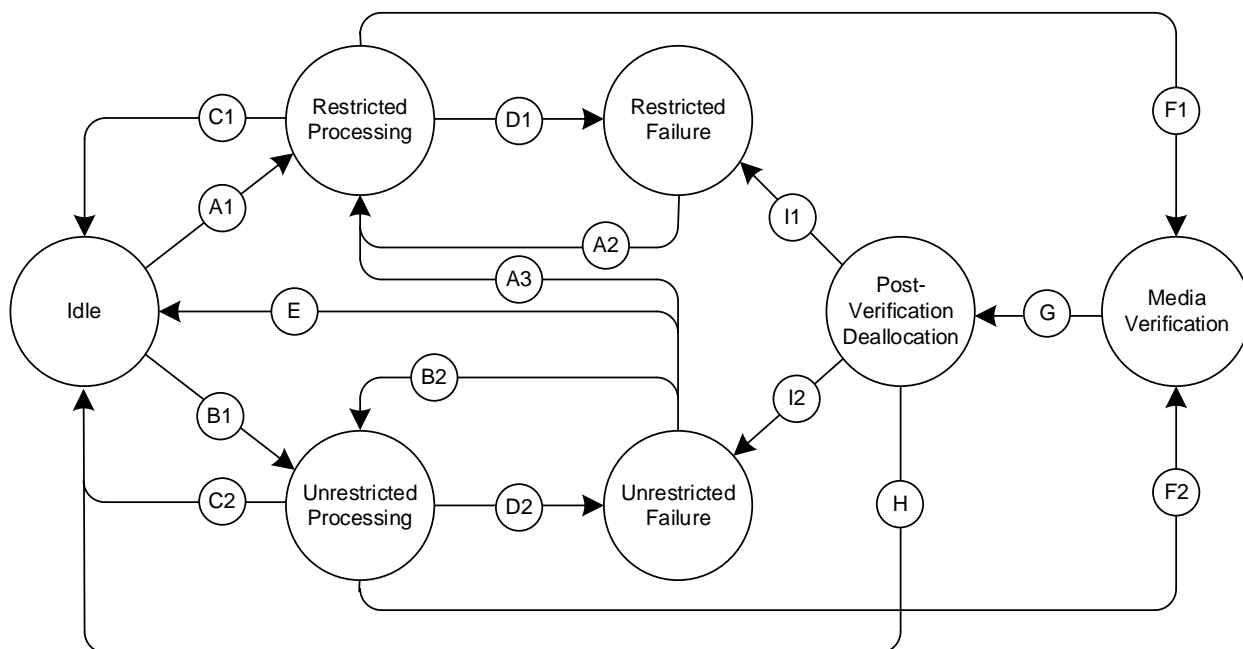 Restricted
Processing
Restricted
Failure
C1
D1
F1
A1
I1
A2
A3
Idle
E
Post-
Verification
Deallocation
G
Media
Verification
B2
B1
I2
Unrestricted
Processing
Unrestricted
Failure
C2
D2
H
F2